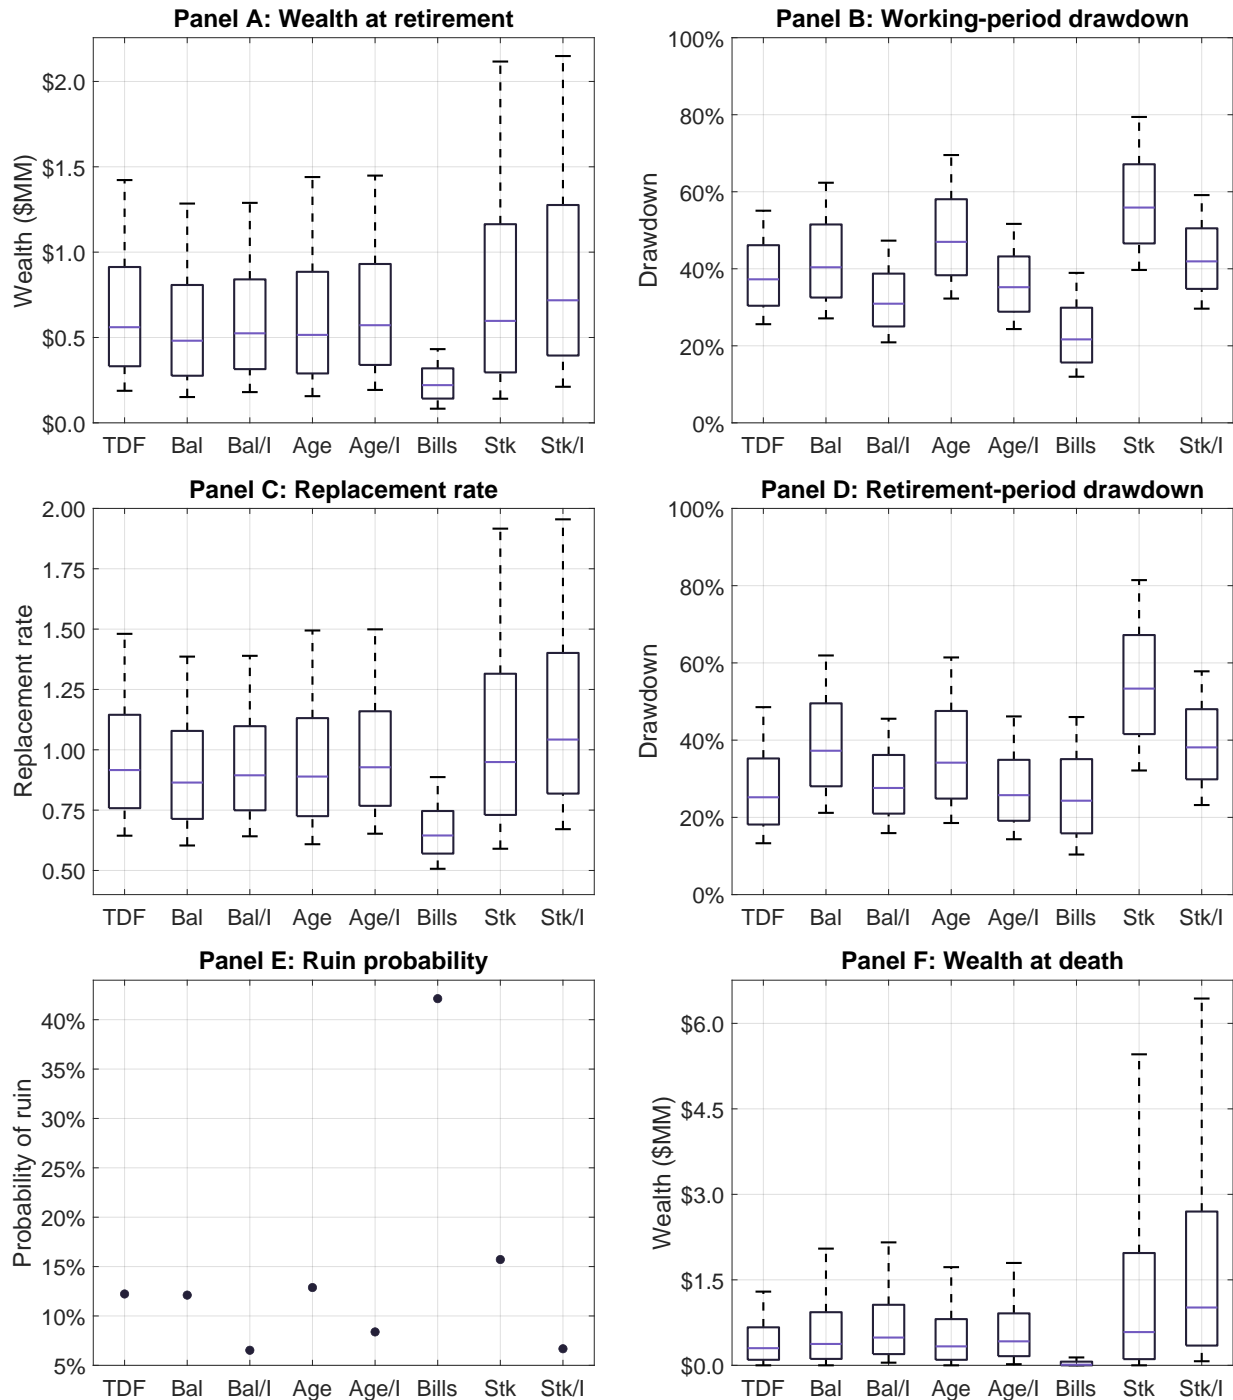 Panel A: Wealth at retirement
Wealth ($MM)
$2.0
$1.5
$1.0
$0.5
$0.0
TDF Bal Bal/I Age Age/I Bills Stk Stk/I
Panel B: Working-period drawdown
Drawdown
100%
80%
60%
40%
20%
0%
TDF Bal Bal/I Age Age/I Bills Stk Stk/I
Panel C: Replacement rate
Replacement rate
2.00
1.75
1.50
1.25
1.00
0.75
0.50
TDF Bal Bal/I Age Age/I Bills Stk Stk/I
Panel D: Retirement-period drawdown
Drawdown
100%
80%
60%
40%
20%
0%
TDF Bal Bal/I Age Age/I Bills Stk Stk/I
Panel E: Ruin probability
Probability of ruin
40%
35%
30%
25%
20%
15%
10%
5%
TDF Bal Bal/I Age Age/I Bills Stk Stk/I
Panel F: Wealth at death
Wealth ($MM)
$6.0
$4.5
$3.0
$1.5
$0.0
TDF Bal Bal/I Age Age/I Bills Stk Stk/I